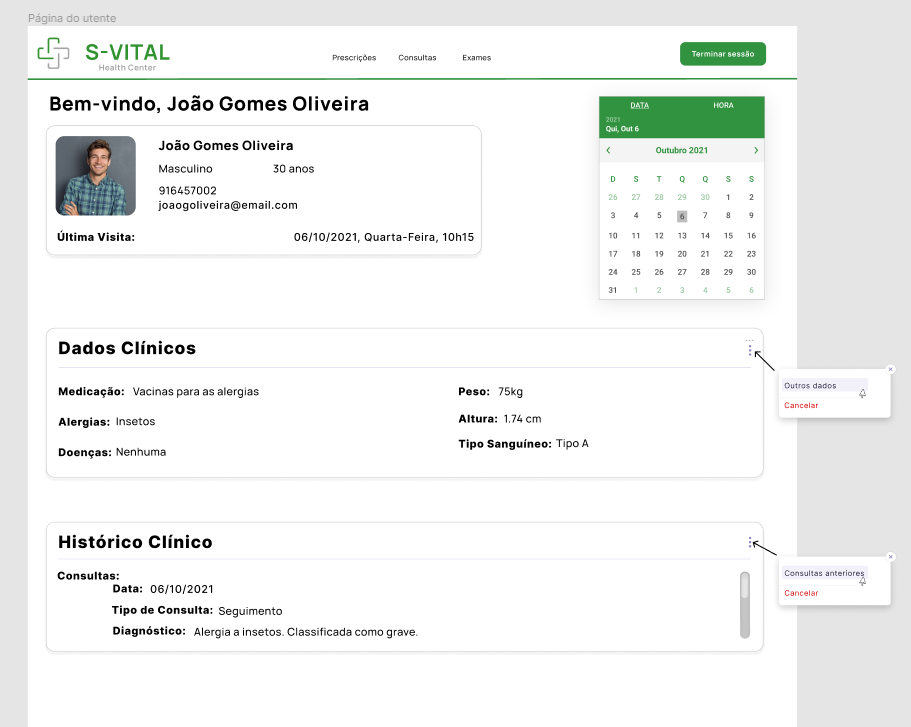 Página do utente
S-VITAL
Health Center
Prescrições Consultas Exames
Terminar sessão
Bem-vindo, João Gomes Oliveira
João Gomes Oliveira
Masculino 30 anos
916457002
joaogoliveira@email.com
Última Visita: 06/10/2021, Quarta-Feira, 10h15
DATA HORA
2021
Qui, Out 6
Outubro 2021
D S T Q Q S S
26 27 28 29 30 1 2
3 4 5 6 7 8 9
10 11 12 13 14 15 16
17 18 19 20 21 22 23
24 25 26 27 28 29 30
31 1 2 3 4 5 6
Dados Clínicos
Medicação: Vacinas para as alergias
Alergias: Insetos
Doenças: Nenhuma
Peso: 75kg
Altura: 1.74 cm
Tipo Sanguíneo: Tipo A
Outros dados
Cancelar
Histórico Clínico
Consultas:
Data: 06/10/2021
Tipo de Consulta: Seguimento
Diagnóstico: Alergia a insetos. Classificada como grave.
Consultas anteriores
Cancelar